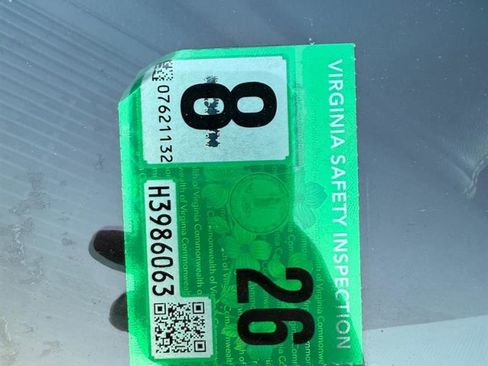 VIRGINIA SAFETY INSPECTION
8
07621132
26
H3986063